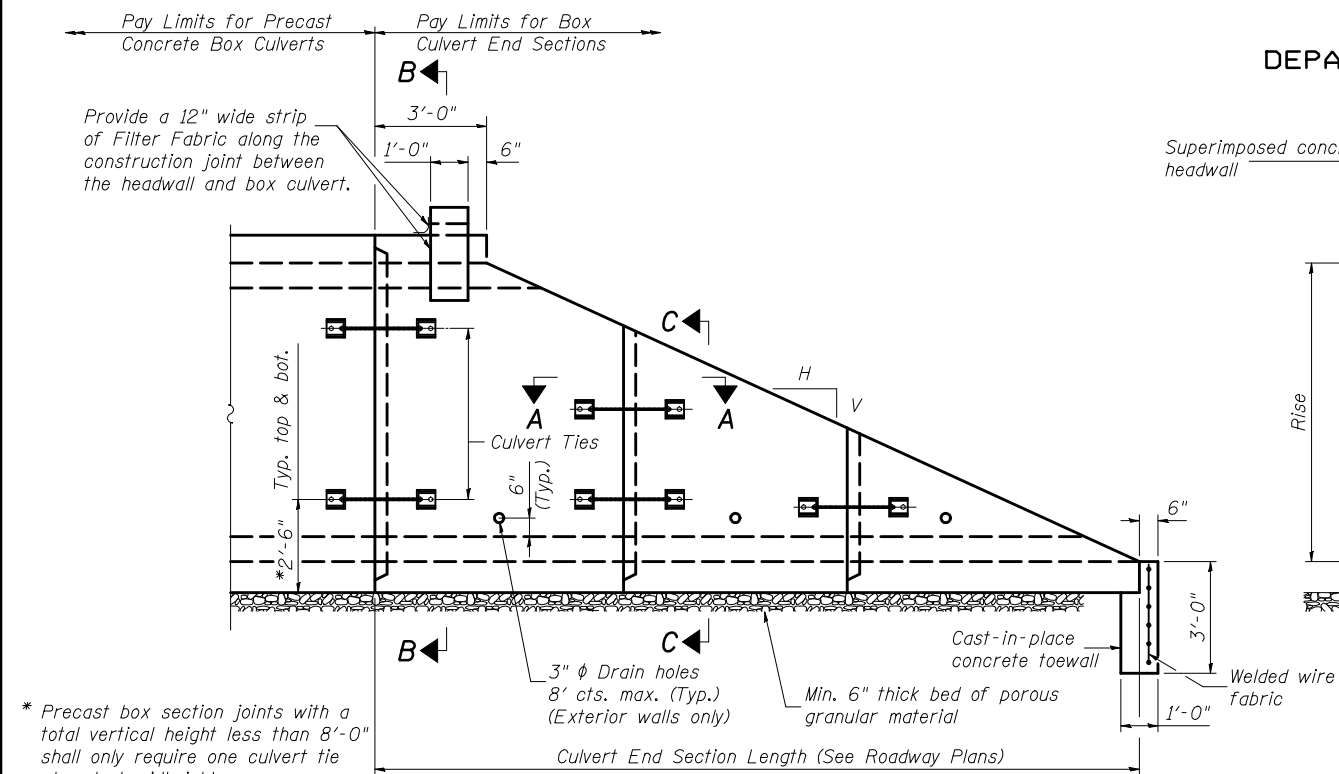 Pay Limits for Precast
Concrete Box Culverts
Pay Limits for Box
Culvert End Sections
B
3'-0"
DEPA
Provide a 12" wide strip
of Filter Fabric along the
construction joint between
the headwall and box culvert.
1'-0"
6"
Superimposed conc
headwall
C
H
V
A
A
Rise
Typ. top & bot.
Culvert Ties
6"
(Typ.)
*2'-6"
6"
3'-0"
B
C
3" ϕ Drain holes
8' cts. max. (Typ.)
(Exterior walls only)
Min. 6" thick bed of porous
granular material
Cast-in-place
concrete toewall
Welded wire
fabric
1'-0"
* Precast box section joints with a
total vertical height less than 8'-0"
shall only require one culvert tie
Culvert End Section Length (See Roadway Plans)